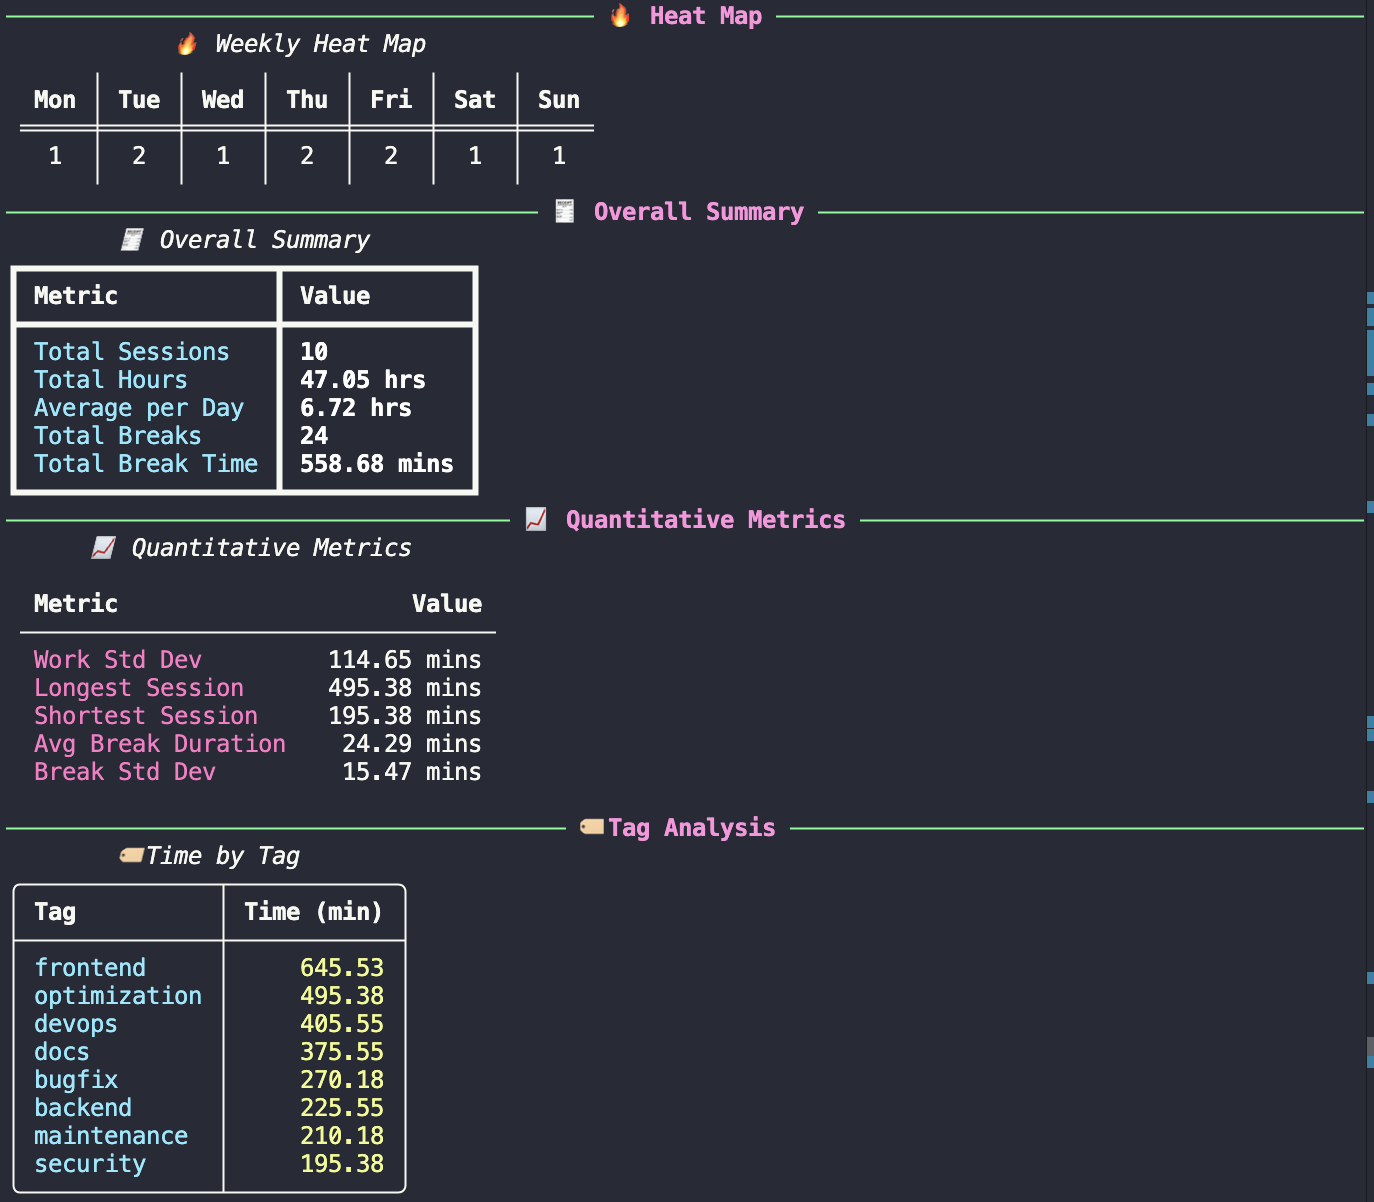 🔥 Heat Map
🔥 Weekly Heat Map
Mon Tue Wed Thu Fri Sat Sun
1 2 1 2 2 1 1
🧾 Overall Summary
🧾 Overall Summary
Metric Value
Total Sessions 10
Total Hours 47.05 hrs
Average per Day 6.72 hrs
Total Breaks 24
Total Break Time 558.68 mins
📈 Quantitative Metrics
📈 Quantitative Metrics
Metric Value
Work Std Dev 114.65 mins
Longest Session 495.38 mins
Shortest Session 195.38 mins
Avg Break Duration 24.29 mins
Break Std Dev 15.47 mins
🏷️Tag Analysis
🏷️Time by Tag
Tag Time (min)
frontend 645.53
optimization 495.38
devops 405.55
docs 375.55
bugfix 270.18
backend 225.55
maintenance 210.18
security 195.38